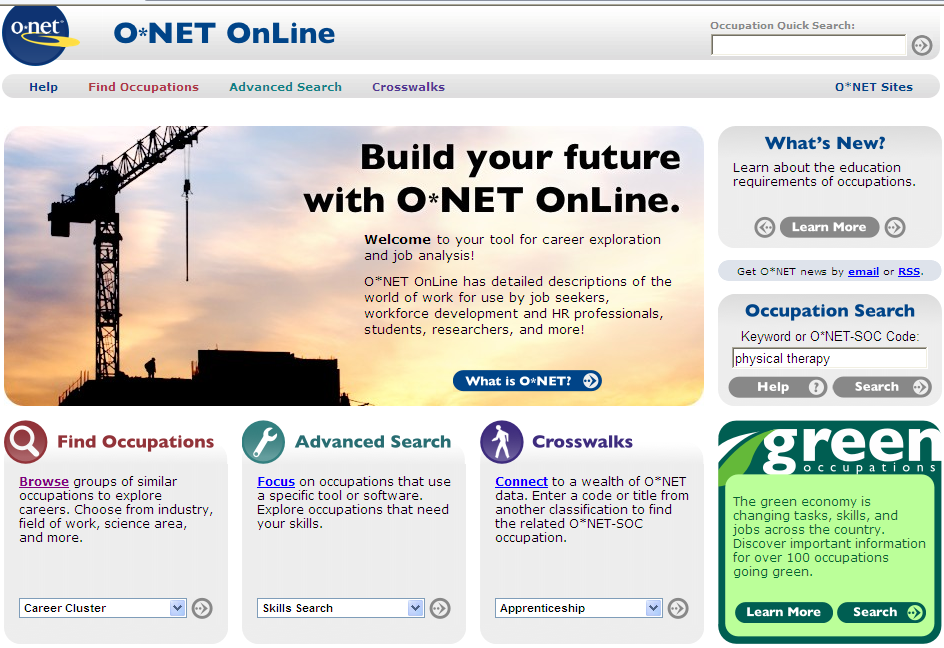 o·net
O*NET OnLine
Occupation Quick Search:
Help
Find Occupations
Advanced Search
Crosswalks
O*NET Sites
Build your future
with O*NET OnLine.
Welcome to your tool for career exploration
and job analysis!
O*NET OnLine has detailed descriptions of the
world of work for use by job seekers,
workforce development and HR professionals,
students, researchers, and more!
What is O*NET?
What's New?
Learn about the education
requirements of occupations.
Learn More
Get O*NET news by email or RSS.
Occupation Search
Keyword or O*NET-SOC Code:
physical therapy
Help ?
Search
Find Occupations
Browse groups of similar
occupations to explore
careers. Choose from industry,
field of work, science area,
and more.
Career Cluster
Advanced Search
Focus on occupations that use
a specific tool or software.
Explore occupations that need
your skills.
Skills Search
Crosswalks
Connect to a wealth of O*NET
data. Enter a code or title from
another classification to find
the related O*NET-SOC
occupation.
Apprenticeship
green
occupations
The green economy is
changing tasks, skills, and
jobs across the country.
Discover important information
for over 100 occupations
going green.
Learn More
Search